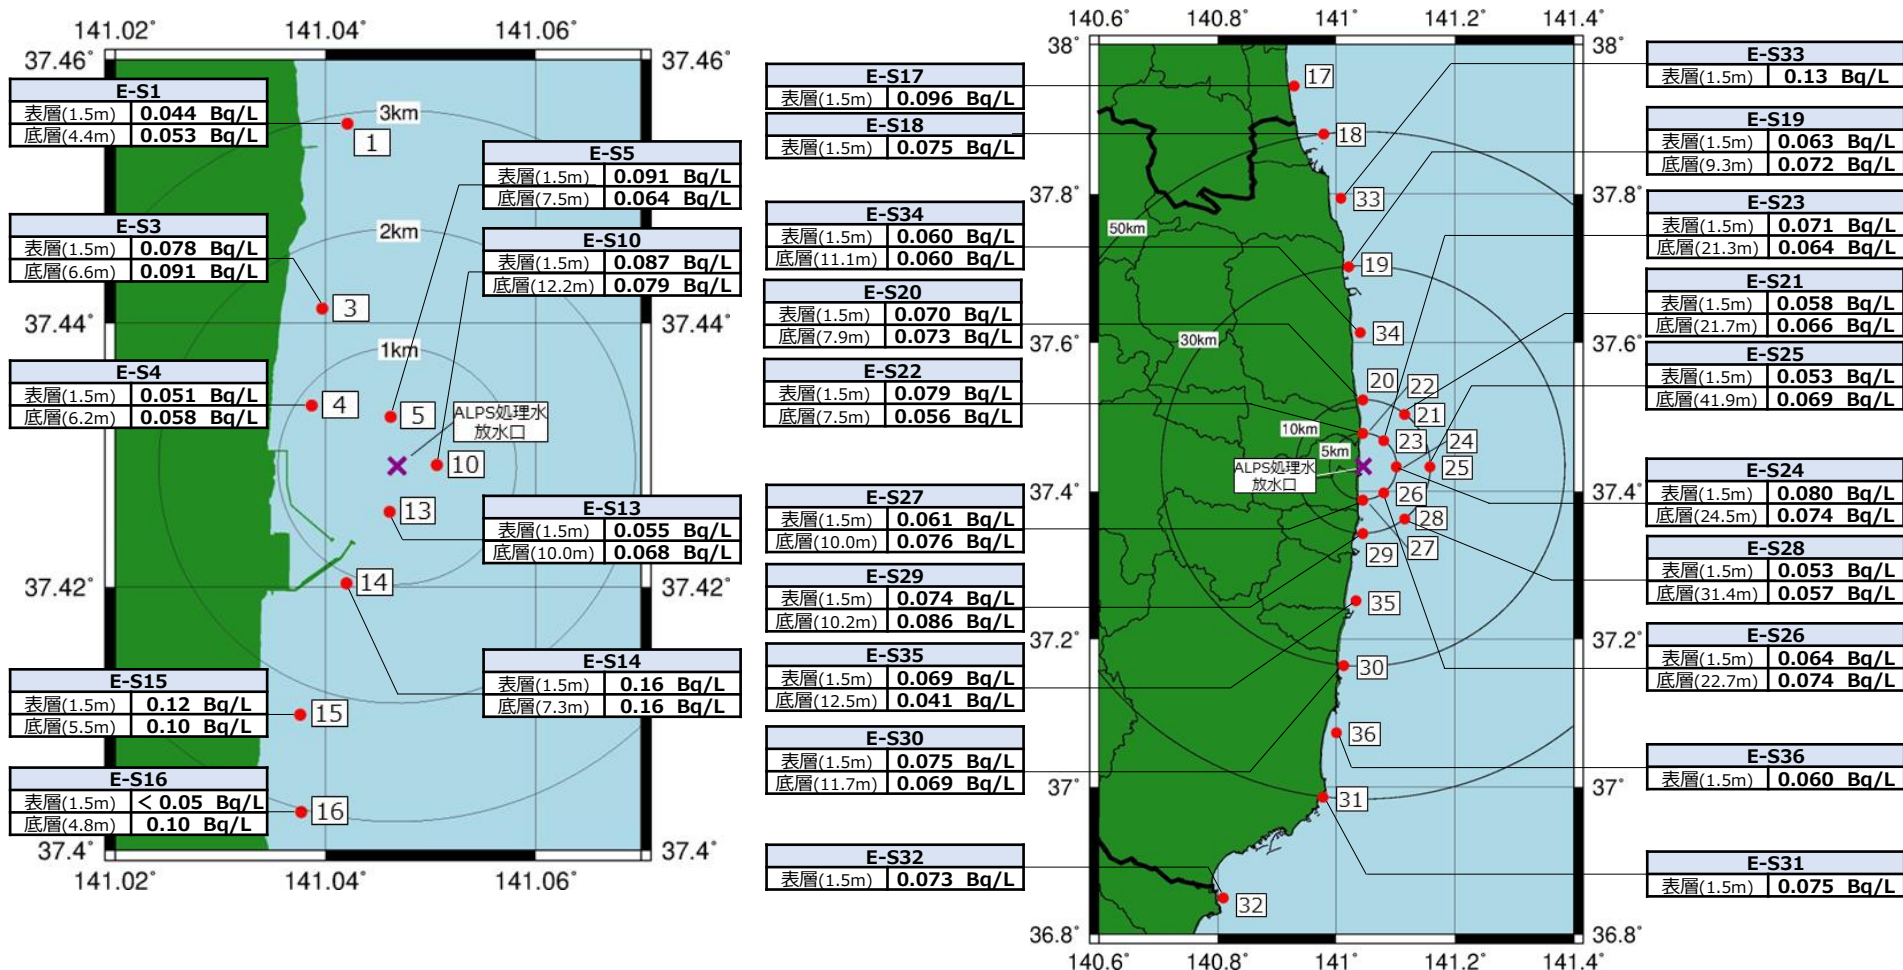 141.02° 141.04° 141.06°
37.46° 37.46°
E-S1
表層(1.5m) 0.044 Bq/L
底層(4.4m) 0.053 Bq/L
3km
1
E-S5
表層(1.5m) 0.091 Bq/L
底層(7.5m) 0.064 Bq/L
E-S3
表層(1.5m) 0.078 Bq/L
底層(6.6m) 0.091 Bq/L
2km
E-S10
表層(1.5m) 0.087 Bq/L
底層(12.2m) 0.079 Bq/L
3
37.44° 37.44°
1km
E-S4
表層(1.5m) 0.051 Bq/L
底層(6.2m) 0.058 Bq/L
4
5
ALPS処理水
放水口
10
13
E-S13
表層(1.5m) 0.055 Bq/L
底層(10.0m) 0.068 Bq/L
14
37.42° 37.42°
E-S14
表層(1.5m) 0.16 Bq/L
底層(7.3m) 0.16 Bq/L
E-S15
表層(1.5m) 0.12 Bq/L
底層(5.5m) 0.10 Bq/L
15
E-S16
表層(1.5m) < 0.05 Bq/L
底層(4.8m) 0.10 Bq/L
16
37.4° 37.4°
141.02° 141.04° 141.06°
E-S17
表層(1.5m) 0.096 Bq/L
E-S18
表層(1.5m) 0.075 Bq/L
E-S34
表層(1.5m) 0.060 Bq/L
底層(11.1m) 0.060 Bq/L
E-S20
表層(1.5m) 0.070 Bq/L
底層(7.9m) 0.073 Bq/L
E-S22
表層(1.5m) 0.079 Bq/L
底層(7.5m) 0.056 Bq/L
E-S27
表層(1.5m) 0.061 Bq/L
底層(10.0m) 0.076 Bq/L
E-S29
表層(1.5m) 0.074 Bq/L
底層(10.2m) 0.086 Bq/L
E-S35
表層(1.5m) 0.069 Bq/L
底層(12.5m) 0.041 Bq/L
E-S30
表層(1.5m) 0.075 Bq/L
底層(11.7m) 0.069 Bq/L
E-S32
表層(1.5m) 0.073 Bq/L
140.6° 140.8° 141° 141.2° 141.4°
38° 38°
17
18
37.8° 33 37.8°
50km
19
34
37.6° 30km 37.6°
20 22
21
10km 23 24
5km
25
ALPS処理水
放水口
37.4° 26 37.4°
28
29 27
35
37.2° 37.2°
30
36
37° 37°
31
32
36.8° 36.8°
140.6° 140.8° 141° 141.2° 141.4°
E-S33
表層(1.5m) 0.13 Bq/L
E-S19
表層(1.5m) 0.063 Bq/L
底層(9.3m) 0.072 Bq/L
E-S23
表層(1.5m) 0.071 Bq/L
底層(21.3m) 0.064 Bq/L
E-S21
表層(1.5m) 0.058 Bq/L
底層(21.7m) 0.066 Bq/L
E-S25
表層(1.5m) 0.053 Bq/L
底層(41.9m) 0.069 Bq/L
E-S24
表層(1.5m) 0.080 Bq/L
底層(24.5m) 0.074 Bq/L
E-S28
表層(1.5m) 0.053 Bq/L
底層(31.4m) 0.057 Bq/L
E-S26
表層(1.5m) 0.064 Bq/L
底層(22.7m) 0.074 Bq/L
E-S36
表層(1.5m) 0.060 Bq/L
E-S31
表層(1.5m) 0.075 Bq/L